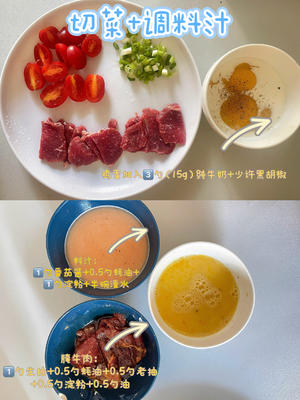 切菜+调料汁
鸡蛋加入3️⃣勺(15g)纯牛奶+少许黑胡椒
料汁:
1️⃣勺番茄酱+0.5勺蚝油+
1️⃣勺淀粉+半碗清水
腌牛肉:
1️⃣勺生抽+0.5勺蚝油+0.5勺老抽
+0.5勺淀粉+0.5勺油